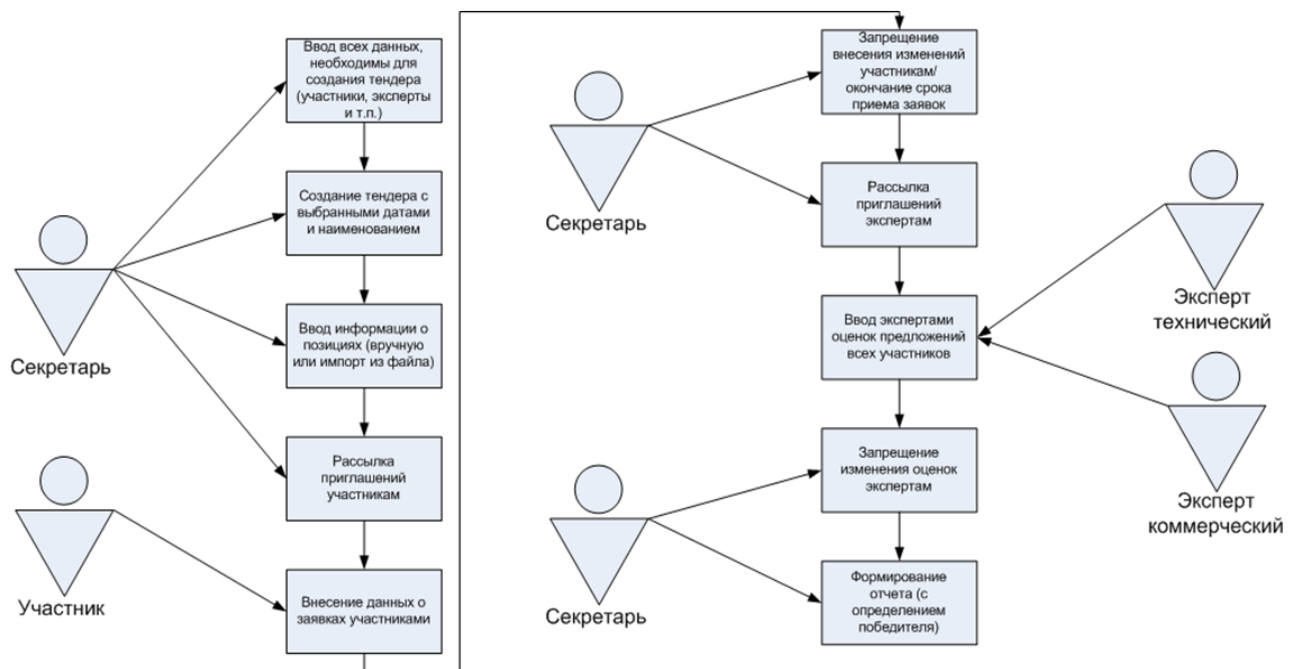 Ввод всех данных,
необходимы для
создания тендера
(участники, эксперты
и т.п.)
Создание тендера с
выбранными датами
и наименованием
Ввод информации о
позициях (вручную
или импорт из файла)
Секретарь
Рассылка
приглашений
участникам
Внесение данных о
заявках участниками
Участник
Запрещение
внесения изменений
участникам/
окончание срока
приема заявок
Рассылка
приглашений
экспертам
Секретарь
Ввод экспертами
оценок предложений
всех участников
Эксперт
технический
Эксперт
коммерческий
Запрещение
изменения оценок
экспертам
Формирование
отчета (с
определением
победителя)
Секретарь